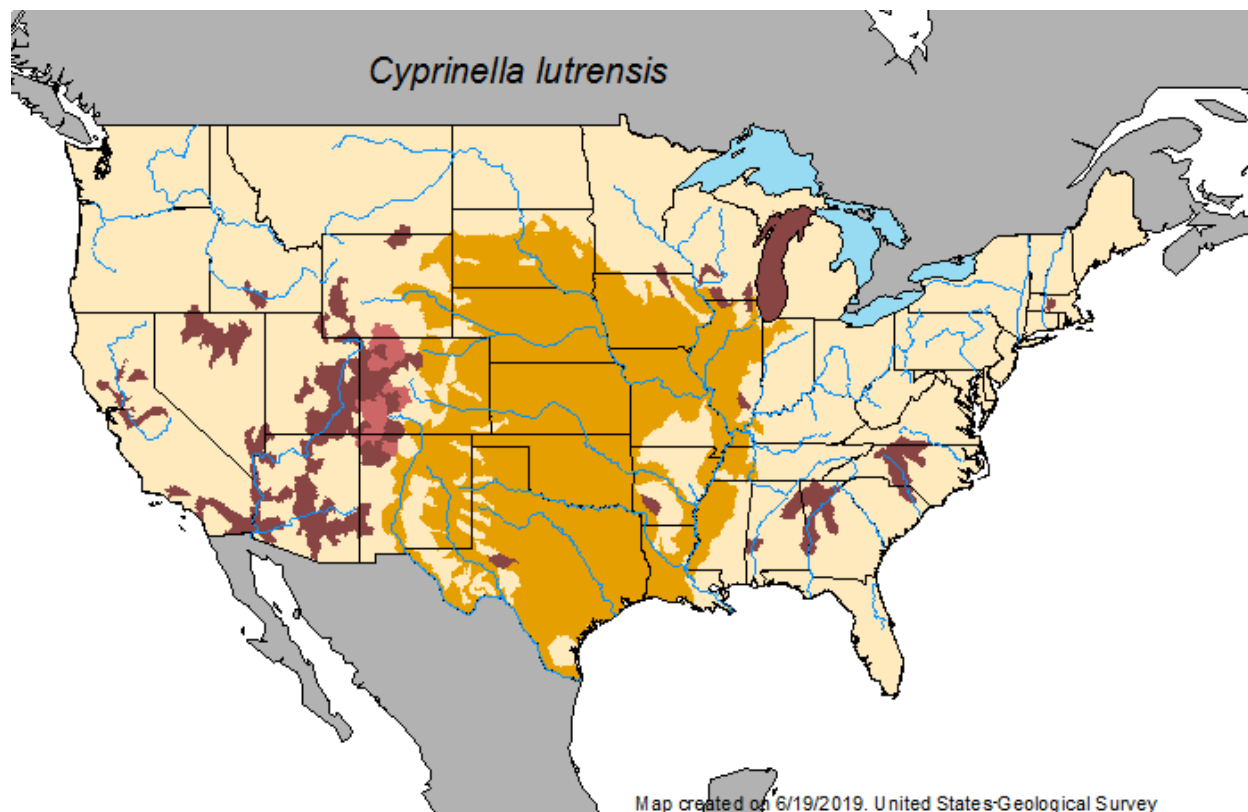 Cyprinella lutrensis
Map created on 6/19/2019. United States Geological Survey